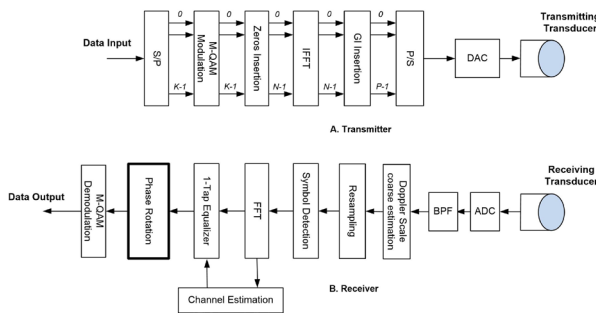 Transmitting
Transducer
Data Input
S/P
0
K-1
M-QAM
Modulation
0
K-1
Zeros Insertion
0
N-1
IFFT
0
N-1
GI Insertion
0
P-1
P/S
DAC
A. Transmitter
Receiving
Transducer
Data Output
M-QAM
Demodulation
Phase Rotation
1-Tap Equalizer
FFT
Symbol Detection
Resampling
Doppler Scale
coarse estimation
BPF
ADC
Channel Estimation
B. Receiver